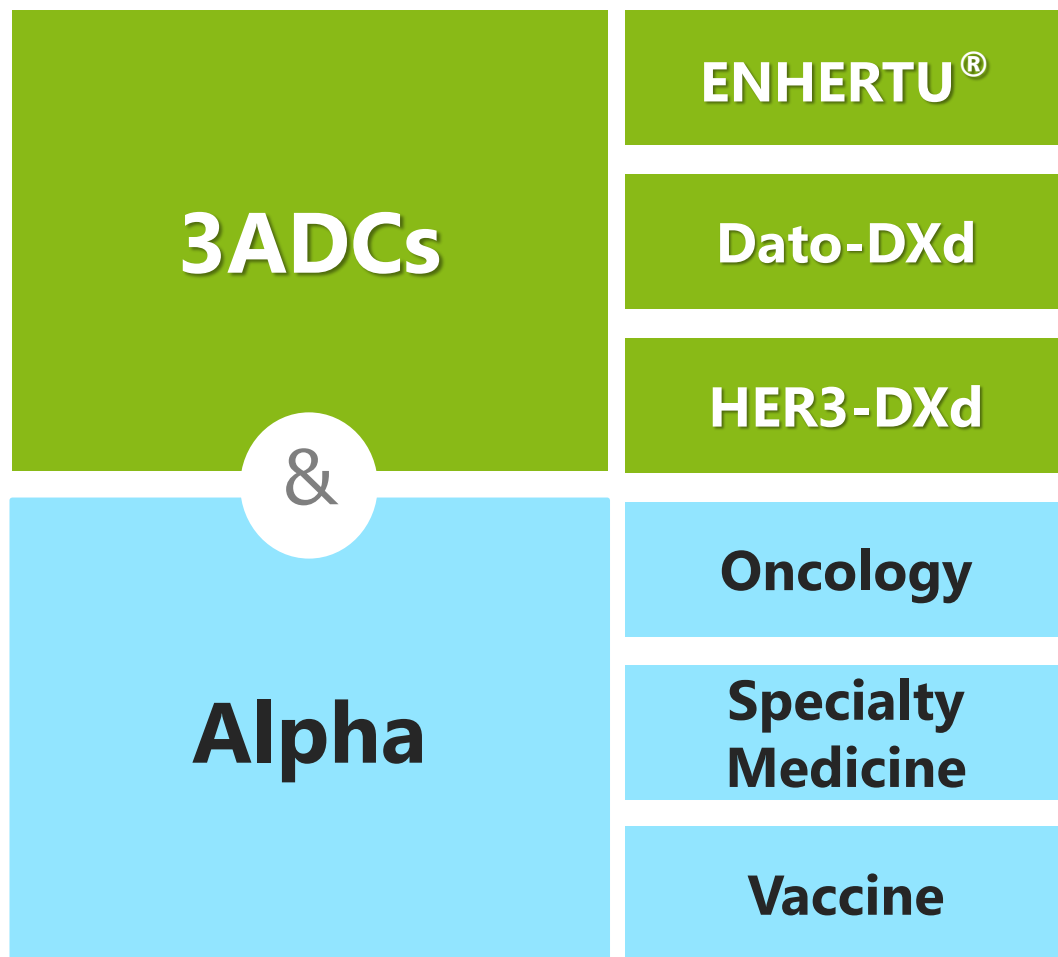 3ADCs
&
Alpha
ENHERTU®
Dato-DXd
HER3-DXd
Oncology
Specialty
Medicine
Vaccine